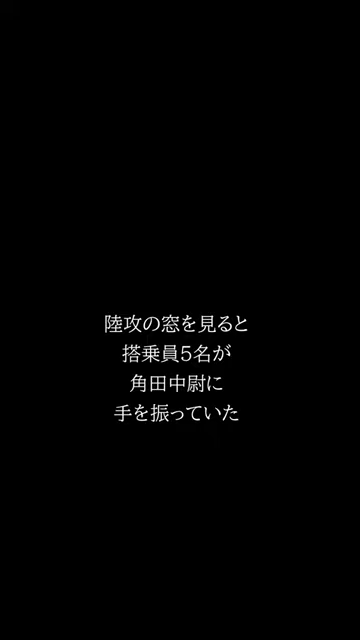 陸攻の窓を見ると
搭乗員5名が
角田中尉に
手を振っていた